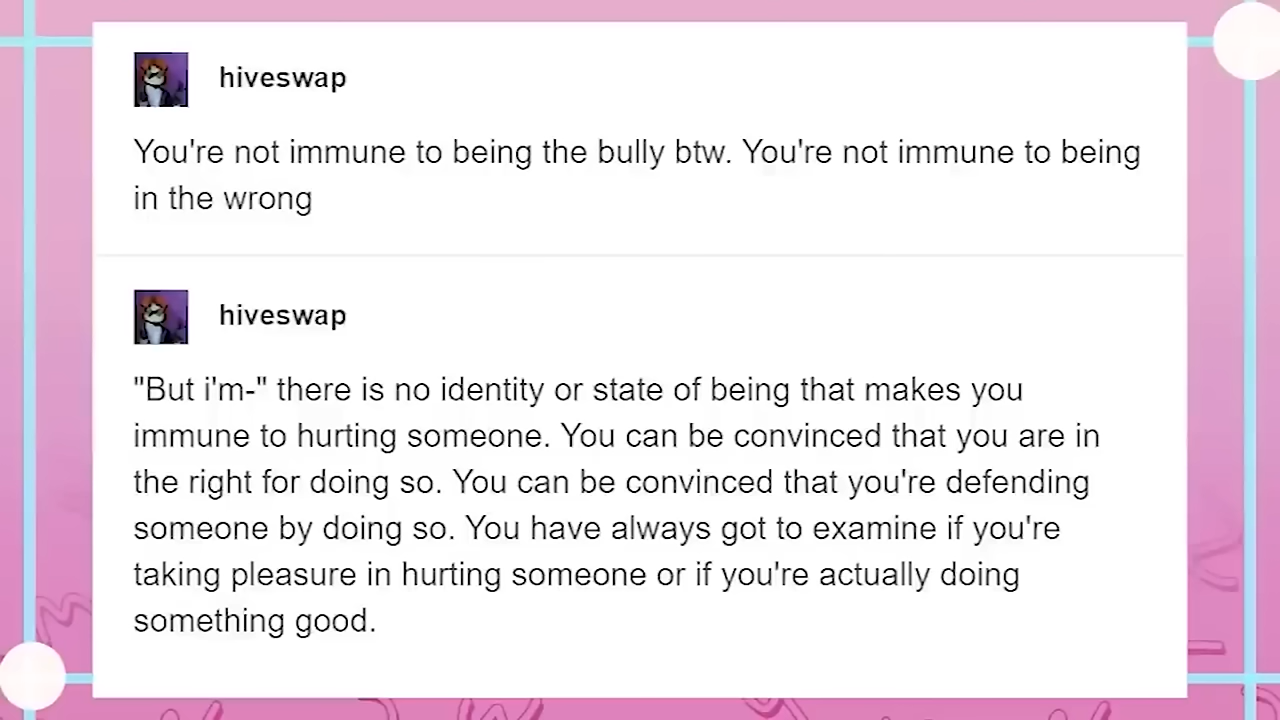 hiveswap
You're not immune to being the bully btw. You're not immune to being
in the wrong
hiveswap
"But i'm-" there is no identity or state of being that makes you
immune to hurting someone. You can be convinced that you are in
the right for doing so. You can be convinced that you're defending
someone by doing so. You have always got to examine if you're
taking pleasure in hurting someone or if you're actually doing
something good.